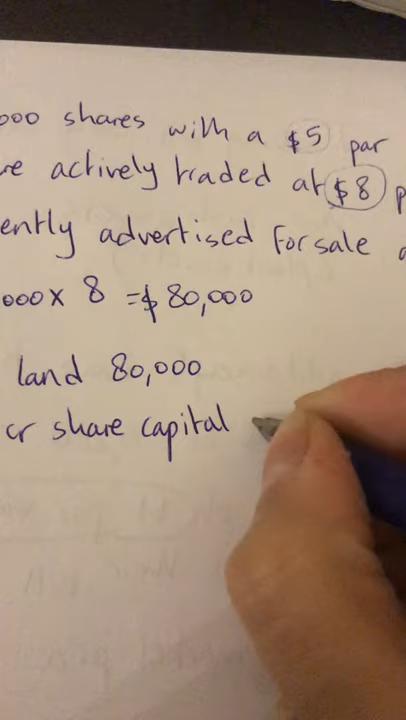 000 shares with a $5 par
re actively traded at $8 p
ently advertised for sale a
000 x 8 = $80,000
land 80,000
cr share capital